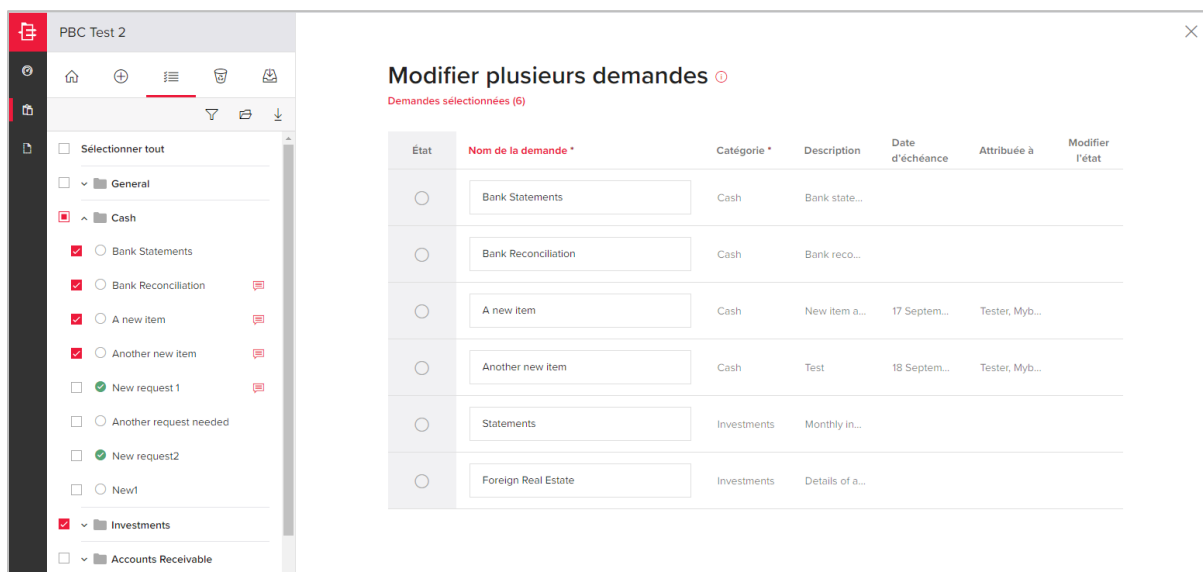 PBC Test 2
Sélectionner tout
General
Cash
Bank Statements
Bank Reconciliation
A new item
Another new item
New request 1
Another request needed
New request2
New1
Investments
Accounts Receivable
Modifier plusieurs demandes
Demandes sélectionnées (6)
État Nom de la demande * Catégorie * Description Date d'échéance Attribuée à Modifier l'état
Bank Statements Cash Bank state...
Bank Reconciliation Cash Bank reco...
A new item Cash New item a... 17 Septem... Tester, Myb...
Another new item Cash Test 18 Septem... Tester, Myb...
Statements Investments Monthly in...
Foreign Real Estate Investments Details of a...